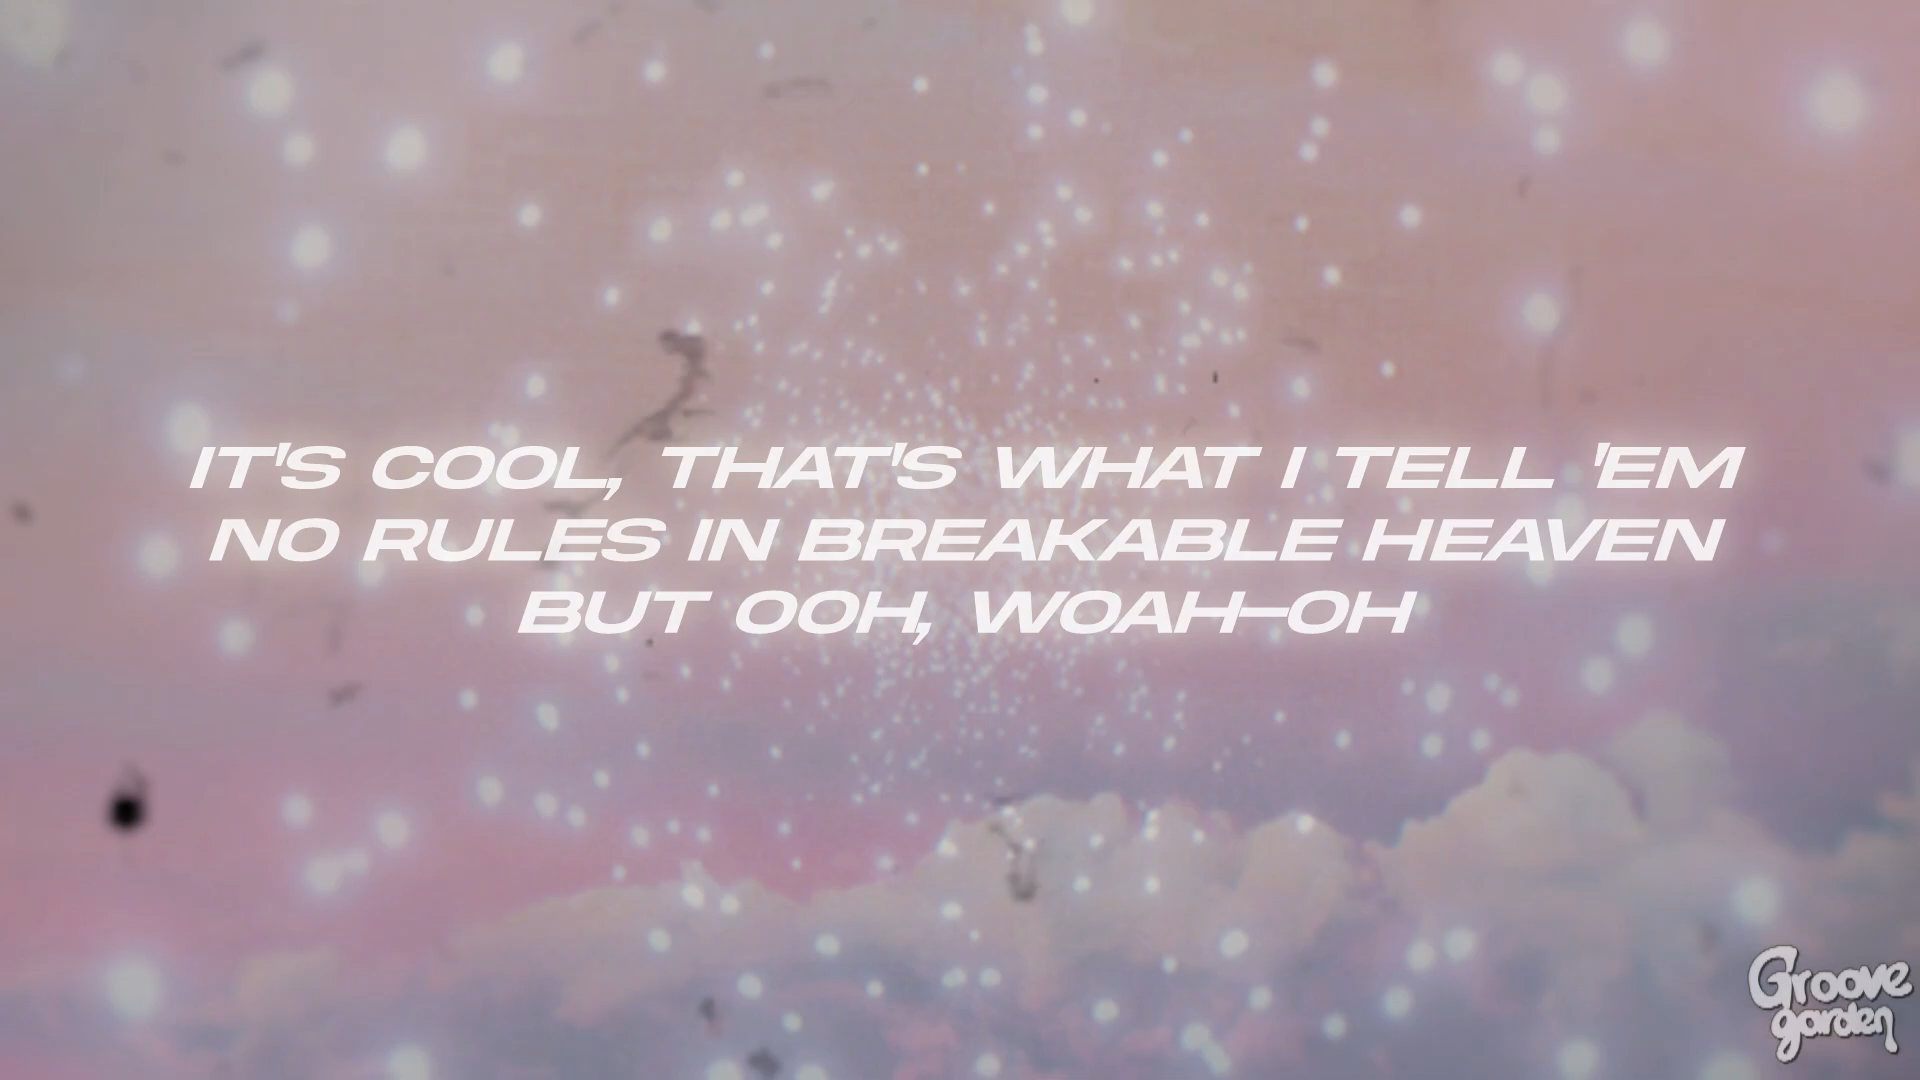 IT'S COOL, THAT'S WHAT I TELL 'EM
NO RULES IN BREAKABLE HEAVEN
BUT OOH, WOAH-OH
Groove
garden